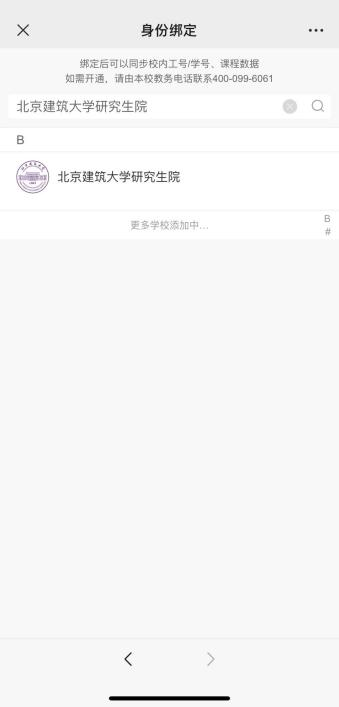 身份绑定
绑定后可以同步校内工号/学号、课程数据
如需开通，请由本校教务电话联系400-099-6061
北京建筑大学研究生院
B
北京建筑大学研究生院
更多学校添加中...
B
#